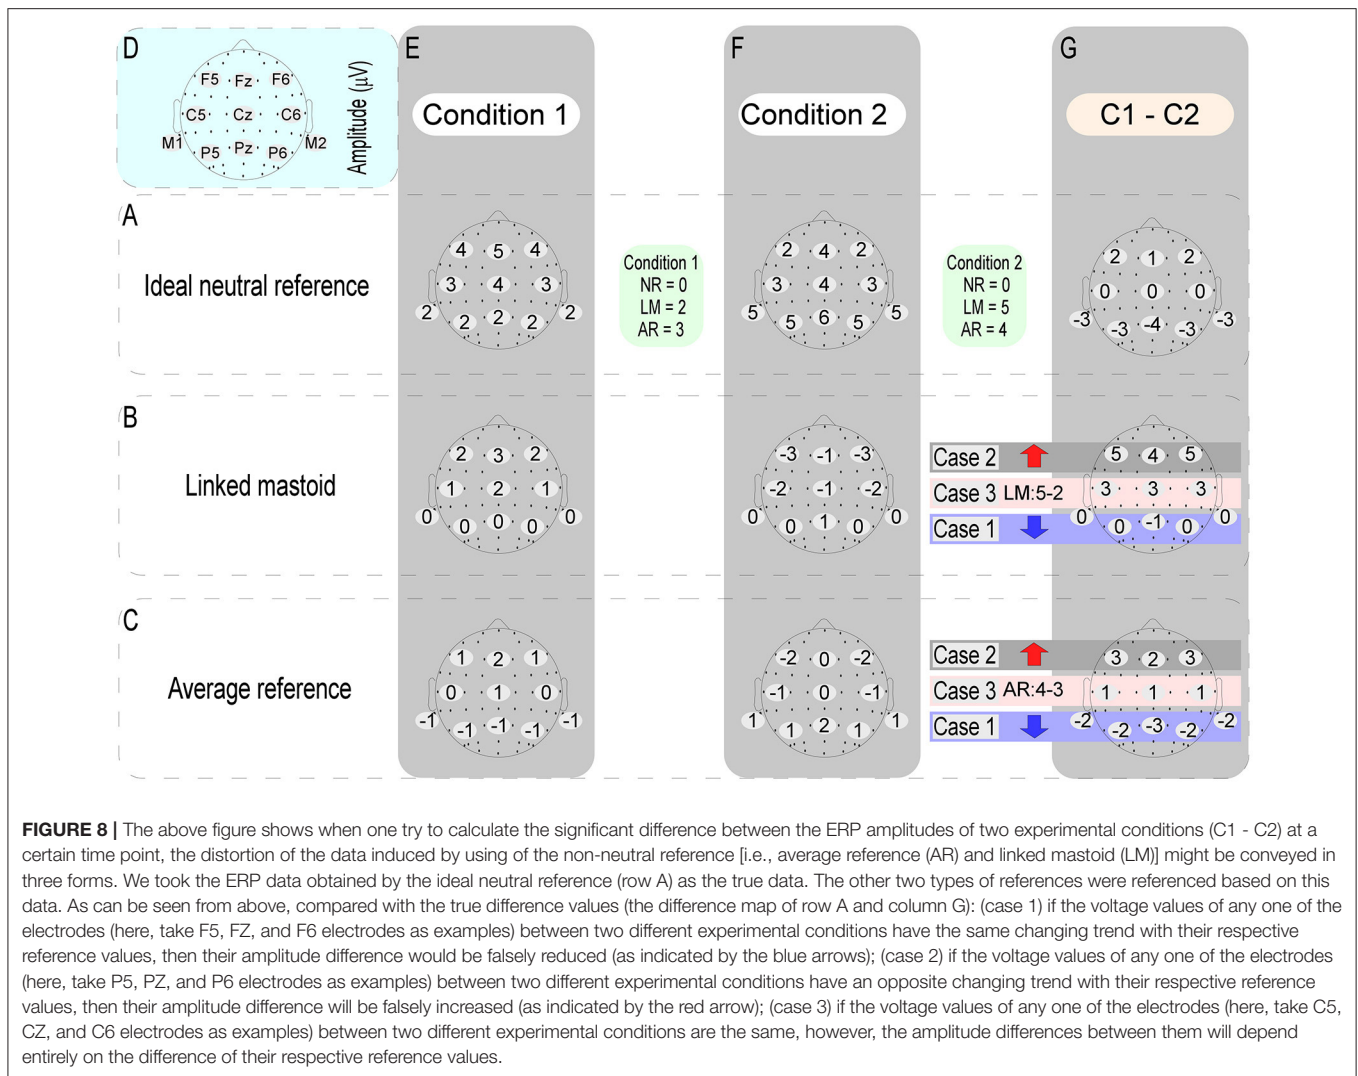 D
F5 Fz F6
C5 Cz C6
M1 M2
P5 Pz P6
Amplitude (µV)
E
Condition 1
F
Condition 2
G
C1 - C2
A
Ideal neutral reference
4 5 4
3 4 3
2 2
2 2 2
Condition 1
NR = 0
LM = 2
AR = 3
2 4 2
3 4 3
5 5
5 6 5
Condition 2
NR = 0
LM = 5
AR = 4
2 1 2
0 0 0
-3 -3
-3 -4 -3
B
Linked mastoid
2 3 2
1 2 1
0 0
0 0 0
-3 -1 -3
-2 -1 -2
0 0
0 1 0
Case 2
Case 3 LM:5-2
Case 1
5 4 5
3 3 3
0 0
0 -1 0
C
Average reference
1 2 1
0 1 0
-1 -1
-1 -1 -1
-2 0 -2
-1 0 -1
1 1
1 2 1
Case 2
Case 3 AR:4-3
Case 1
3 2 3
1 1 1
-2 -2
-2 -3 -2
FIGURE 8 | The above figure shows when one try to calculate the significant difference between the ERP amplitudes of two experimental conditions (C1 - C2) at a
certain time point, the distortion of the data induced by using of the non-neutral reference [i.e., average reference (AR) and linked mastoid (LM)] might be conveyed in
three forms. We took the ERP data obtained by the ideal neutral reference (row A) as the true data. The other two types of references were referenced based on this
data. As can be seen from above, compared with the true difference values (the difference map of row A and column G): (case 1) if the voltage values of any one of the
electrodes (here, take F5, FZ, and F6 electrodes as examples) between two different experimental conditions have the same changing trend with their respective
reference values, then their amplitude difference would be falsely reduced (as indicated by the blue arrows); (case 2) if the voltage values of any one of the electrodes
(here, take P5, PZ, and P6 electrodes as examples) between two different experimental conditions have an opposite changing trend with their respective reference
values, then their amplitude difference will be falsely increased (as indicated by the red arrow); (case 3) if the voltage values of any one of the electrodes (here, take C5,
CZ, and C6 electrodes as examples) between two different experimental conditions are the same, however, the amplitude differences between them will depend
entirely on the difference of their respective reference values.